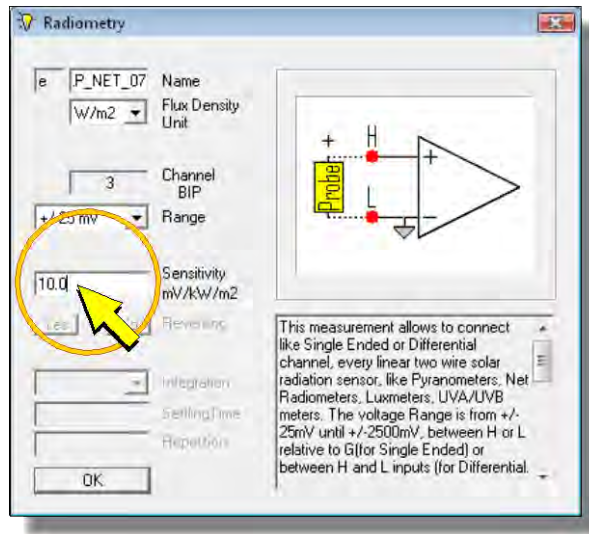 Radiometry
e P_NET_07 Name
W/m2 Flux Density
Unit
3 Channel
BIP
+/-25 mV Range
10.0 Sensitivity
mV/kW/m2
Reversing
Integration
SettlingTime
Repetition
OK
+ H
+
Probe
L
-
This measurement allows to connect
like Single Ended or Differential
channel, every linear two wire solar
radiation sensor, like Pyranometers, Net
Radiometers, Luxmeters, UVA/UVB
meters. The voltage Range is from +/-
25mV until +/-2500mV, between H or L
relative to G(for Single Ended) or
between H and L inputs (for Differential.